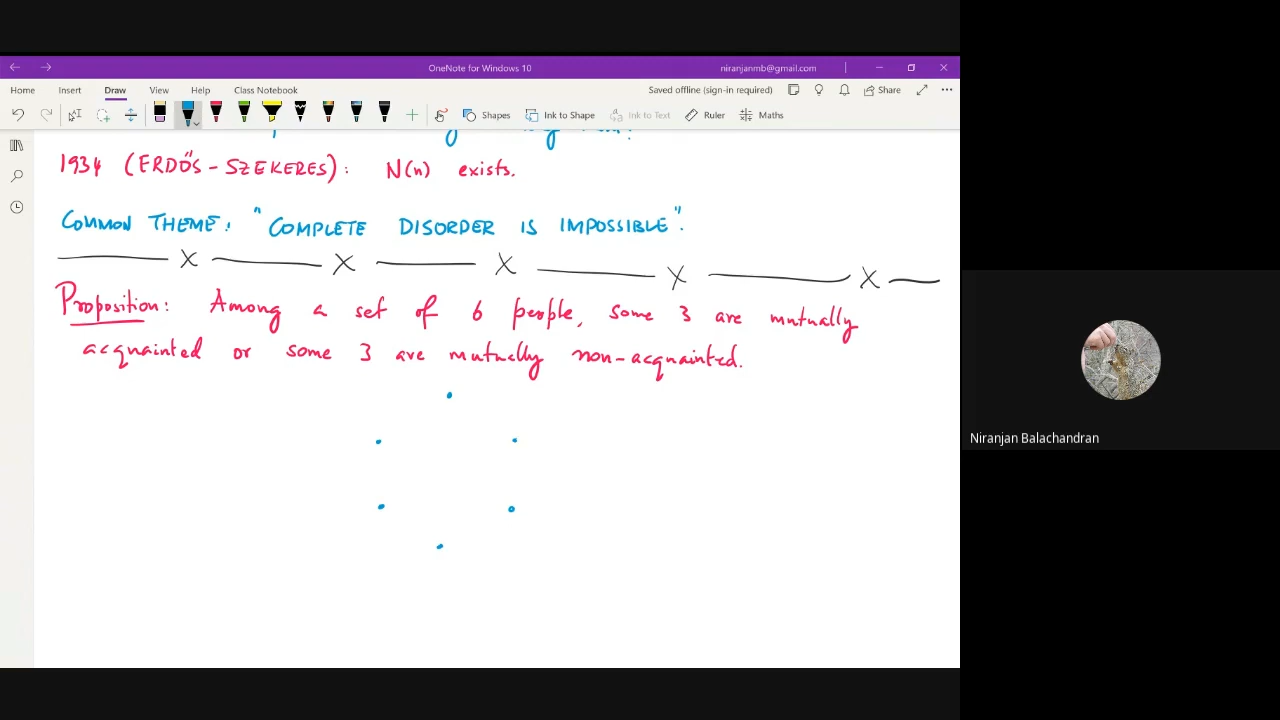 OneNote for Windows 10
niranjanmb@gmail.com
Home Insert Draw View Help Class Notebook
Saved offline (sign-in required)
Share
Shapes Ink to Shape Ink to Text Ruler Maths
1934 (ERDŐS - SZEKERES): N(n) exists.
COMMON THEME: "COMPLETE DISORDER IS IMPOSSIBLE".
Proposition: Among a set of 6 people, some 3 are mutually
acquainted or some 3 are mutually non-acquainted.
Niranjan Balachandran